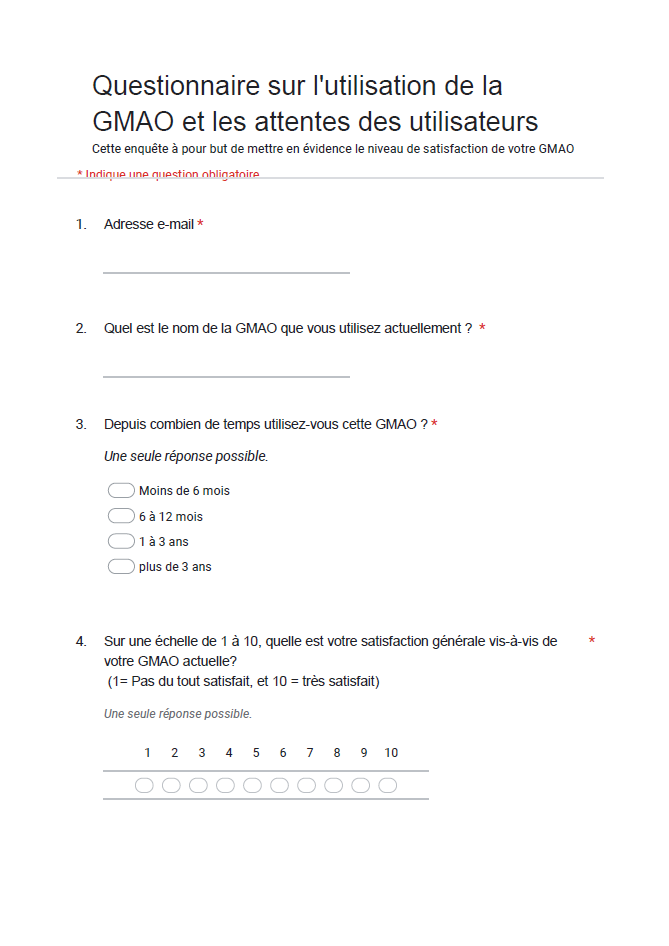 Questionnaire sur l'utilisation de la
GMAO et les attentes des utilisateurs
Cette enquête à pour but de mettre en évidence le niveau de satisfaction de votre GMAO
* Indique une question obligatoire
1. Adresse e-mail *
2. Quel est le nom de la GMAO que vous utilisez actuellement ? *
3. Depuis combien de temps utilisez-vous cette GMAO ? *
Une seule réponse possible.
Moins de 6 mois
6 à 12 mois
1 à 3 ans
plus de 3 ans
4. Sur une échelle de 1 à 10, quelle est votre satisfaction générale vis-à-vis de *
votre GMAO actuelle?
(1= Pas du tout satisfait, et 10 = très satisfait)
Une seule réponse possible.
1 2 3 4 5 6 7 8 9 10